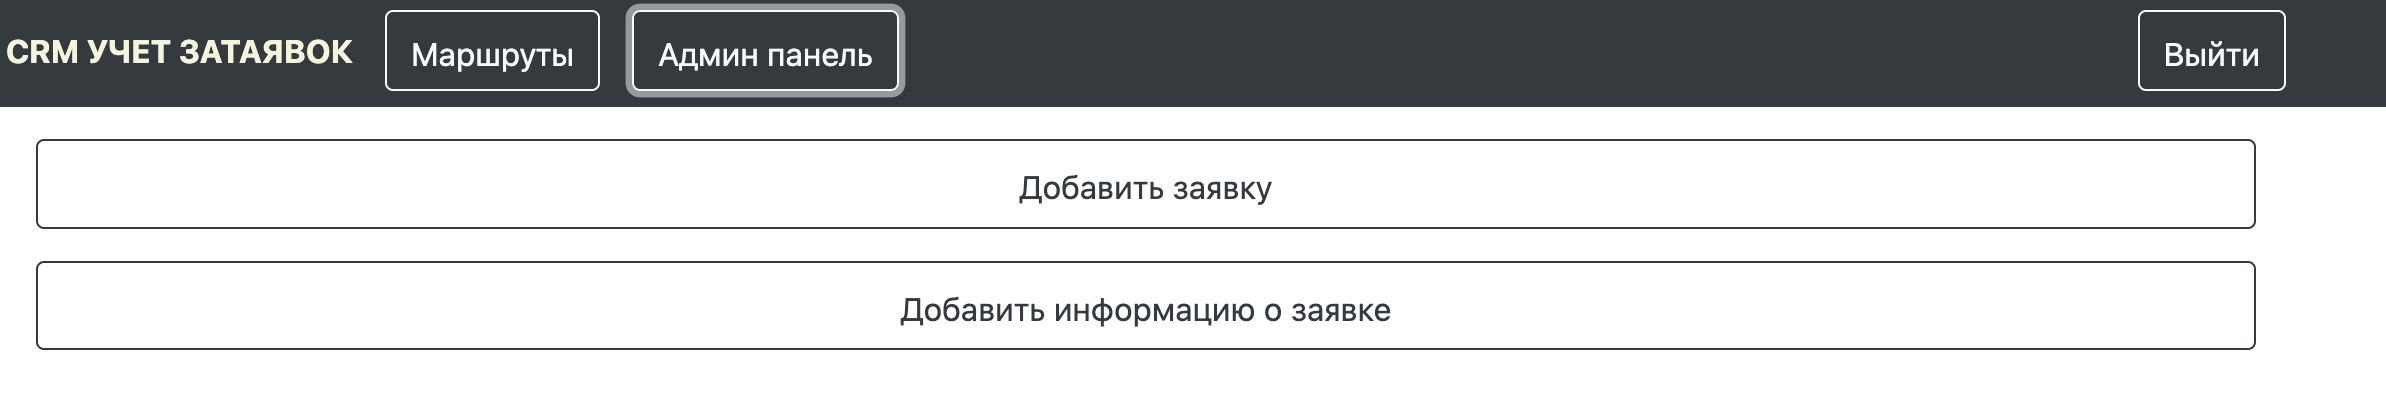 CRM УЧЕТ ЗАТАЯВОК Маршруты Админ панель Выйти
Добавить заявку
Добавить информацию о заявке